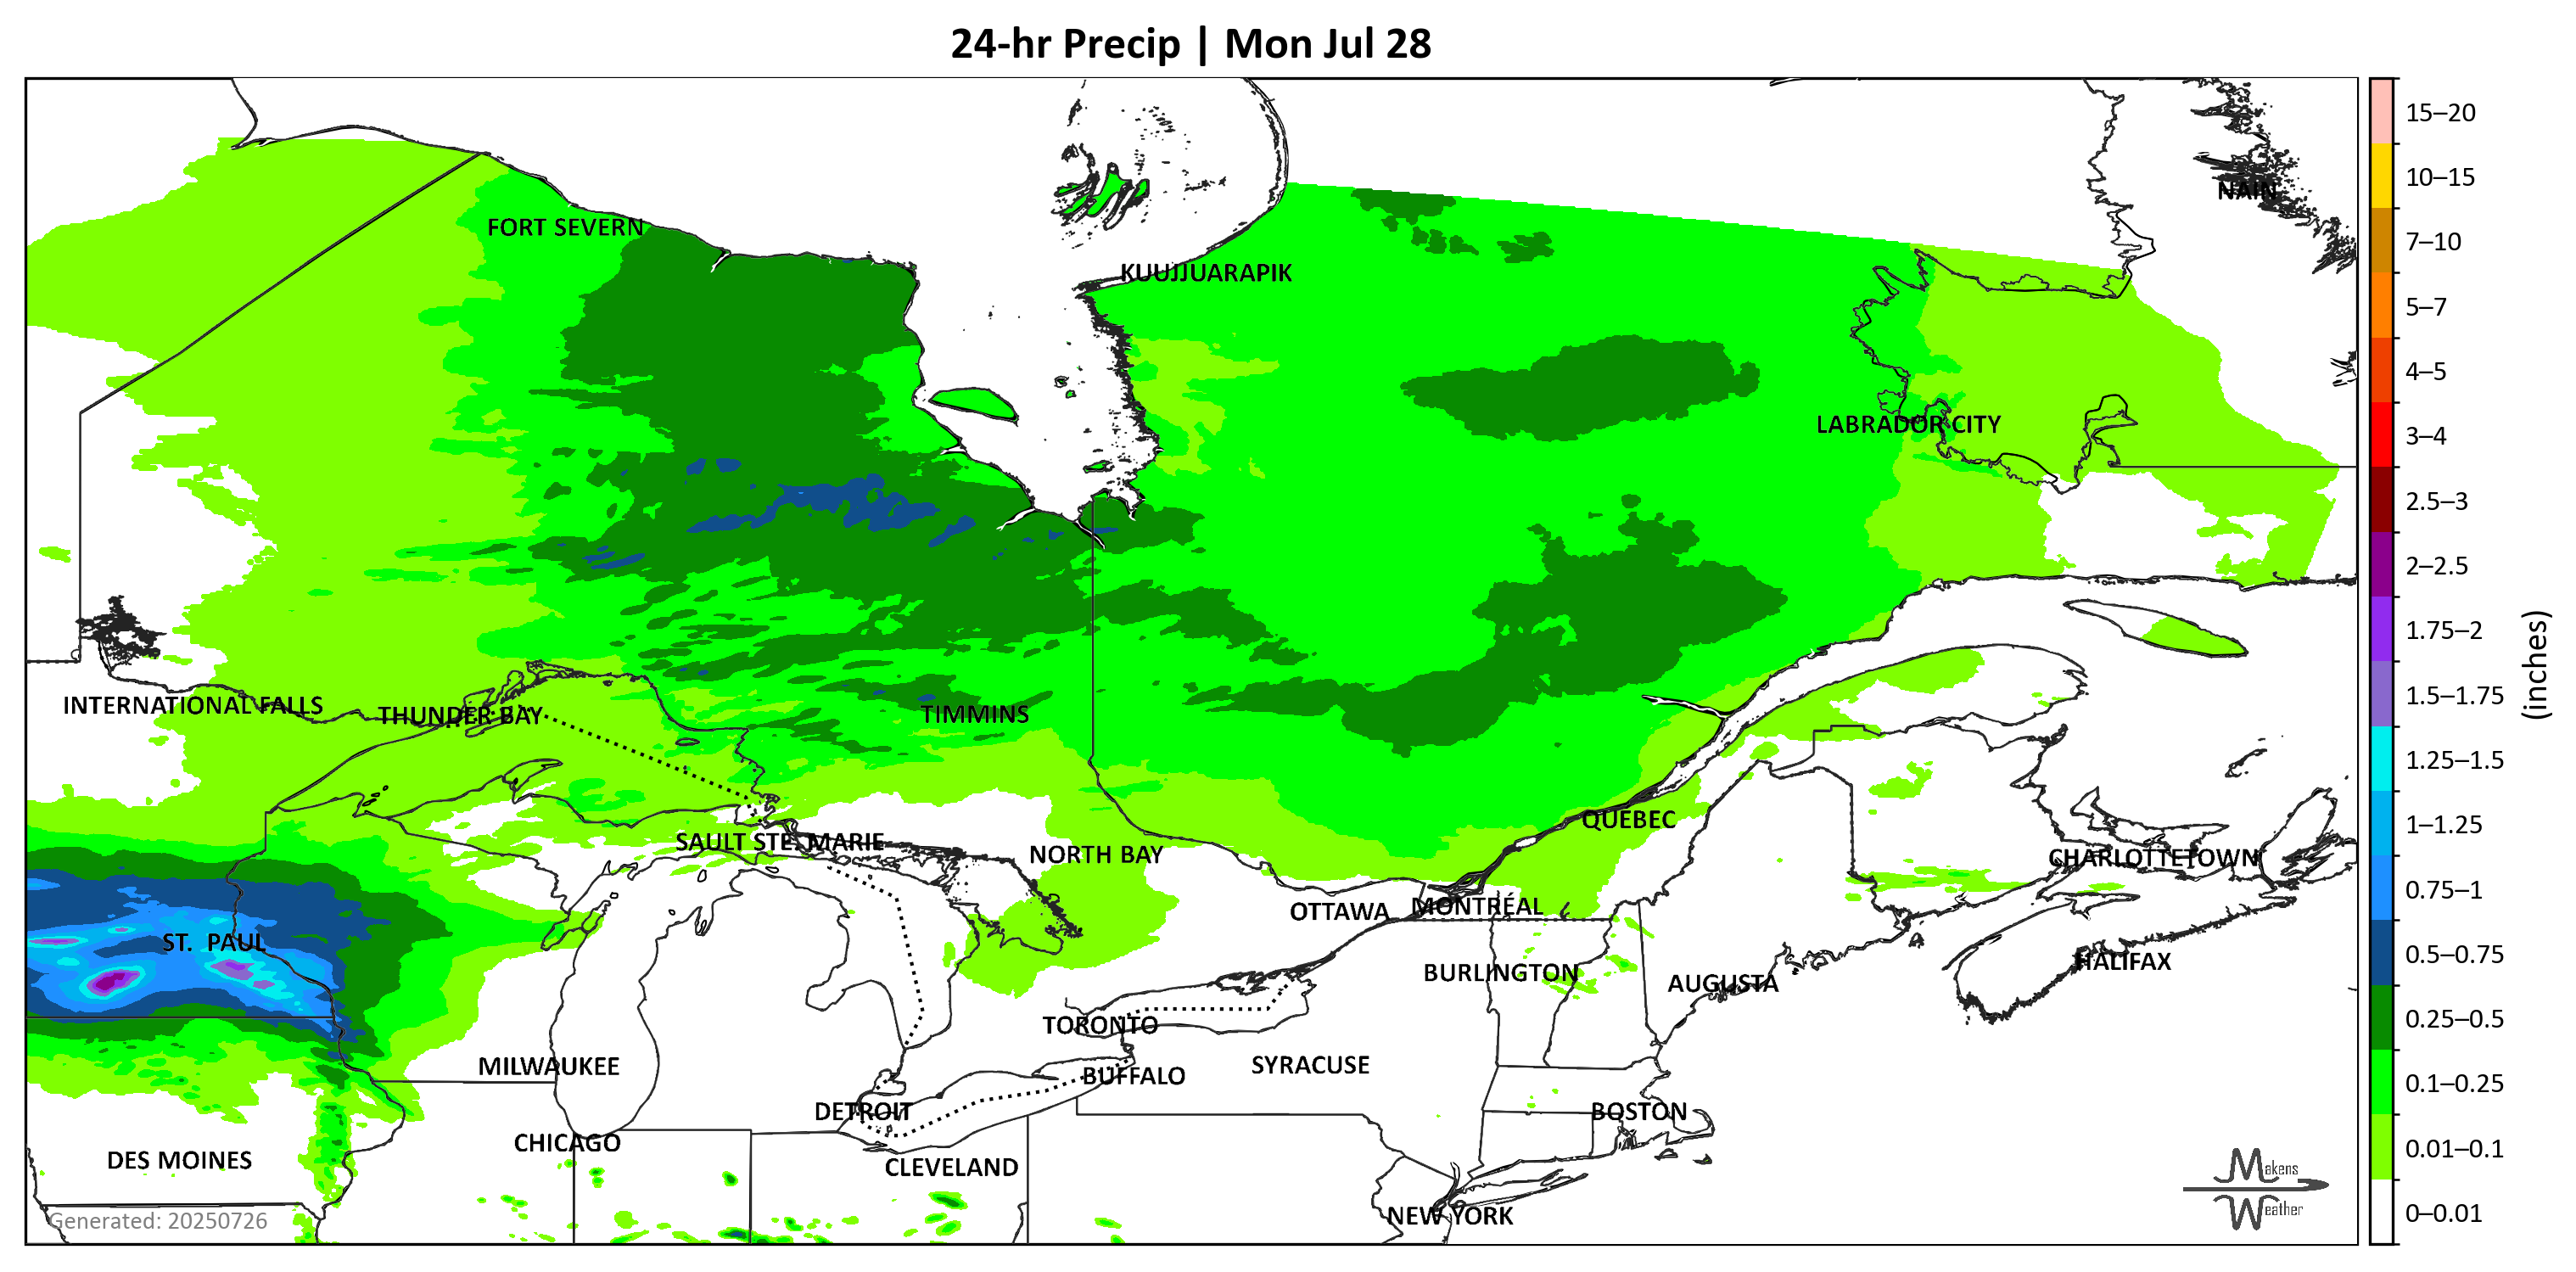 24-hr Precip | Mon Jul 28
15–20
10–15
NAIN
FORT SEVERN
7–10
KUUJJUARAPIK
5–7
4–5
LABRADOR CITY
3–4
2.5–3
2–2.5
1.75–2
(inches)
INTERNATIONAL FALLS
THUNDER BAY
TIMMINS
1.5–1.75
1.25–1.5
QUEBEC
1–1.25
SAULT STE. MARIE
NORTH BAY
CHARLOTTETOWN
0.75–1
OTTAWA
MONTRÉAL
ST. PAUL
0.5–0.75
BURLINGTON
AUGUSTA
HALIFAX
TORONTO
0.25–0.5
MILWAUKEE
BUFFALO
SYRACUSE
0.1–0.25
DETROIT
BOSTON
CHICAGO
0.01–0.1
DES MOINES
CLEVELAND
Makens
Weather
Generated: 20250726
NEW YORK
0–0.01